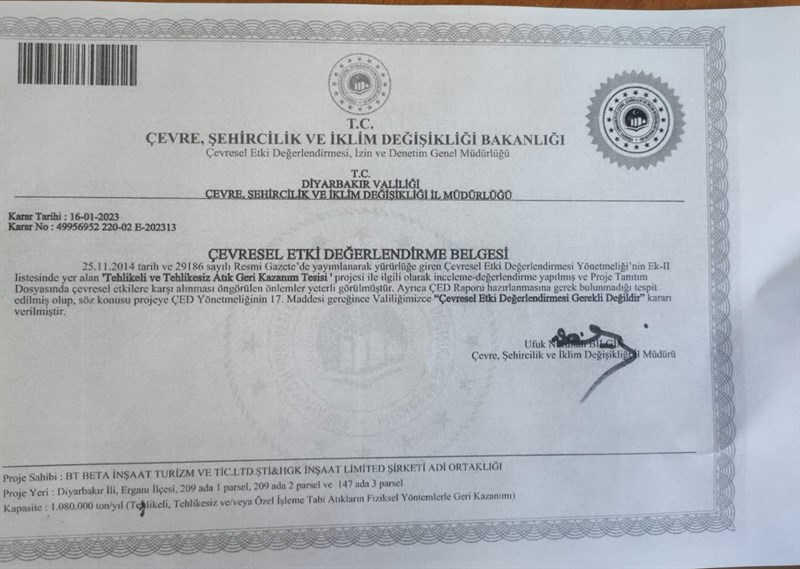 T.C.
ÇEVRE, ŞEHİRCİLİK VE İKLİM DEĞİŞİKLİĞİ BAKANLIĞI
Çevresel Etki Değerlendirmesi, İzin ve Denetim Genel Müdürlüğü
T.C.
DİYARBAKIR VALİLİĞİ
ÇEVRE, ŞEHİRCİLİK VE İKLİM DEĞİŞİKLİĞİ İL MÜDÜRLÜĞÜ
Karar Tarihi : 16-01-2023
Karar No : 49956952 220-02 E-202313
ÇEVRESEL ETKİ DEĞERLENDİRME BELGESİ
25.11.2014 tarih ve 29186 sayılı Resmi Gazete'de yayımlanarak yürürlüğe giren Çevresel Etki Değerlendirmesi Yönetmeliği'nin Ek-II
listesinde yer alan 'Tehlikeli ve Tehlikesiz Atık Geri Kazanım Tesisi ' projesi ile ilgili olarak inceleme-değerlendirme yapılmış ve Proje Tanıtım
Dosyasında çevresel etkilere karşı alınması öngörülen önlemler yeterli görülmüştür. Ayrıca ÇED Raporu hazırlanmasına gerek bulunmadığı tespit
edilmiş olup, söz konusu projeye ÇED Yönetmeliğinin 17. Maddesi gereğince Valiliğimizce "Çevresel Etki Değerlendirmesi Gerekli Değildir" kararı
verilmiştir.
Ufuk
Çevre, Şehircilik ve İklim Değişikliği İl Müdürü
Proje Sahibi : BT BETA İNŞAAT TURİZM VE TİC.LTD.ŞTİ&HGK İNŞAAT LİMİTED ŞİRKETİ ADİ ORTAKLIĞI
Proje Yeri : Diyarbakır İli, Ergani İlçesi, 209 ada 1 parsel, 209 ada 2 parsel ve 147 ada 3 parsel
Kapasite : 1.080.000 ton/yıl (Tehlikeli, Tehlikesiz ve/veya Özel İşleme Tabi Atıkların Fiziksel Yöntemlerle Geri Kazanımı)